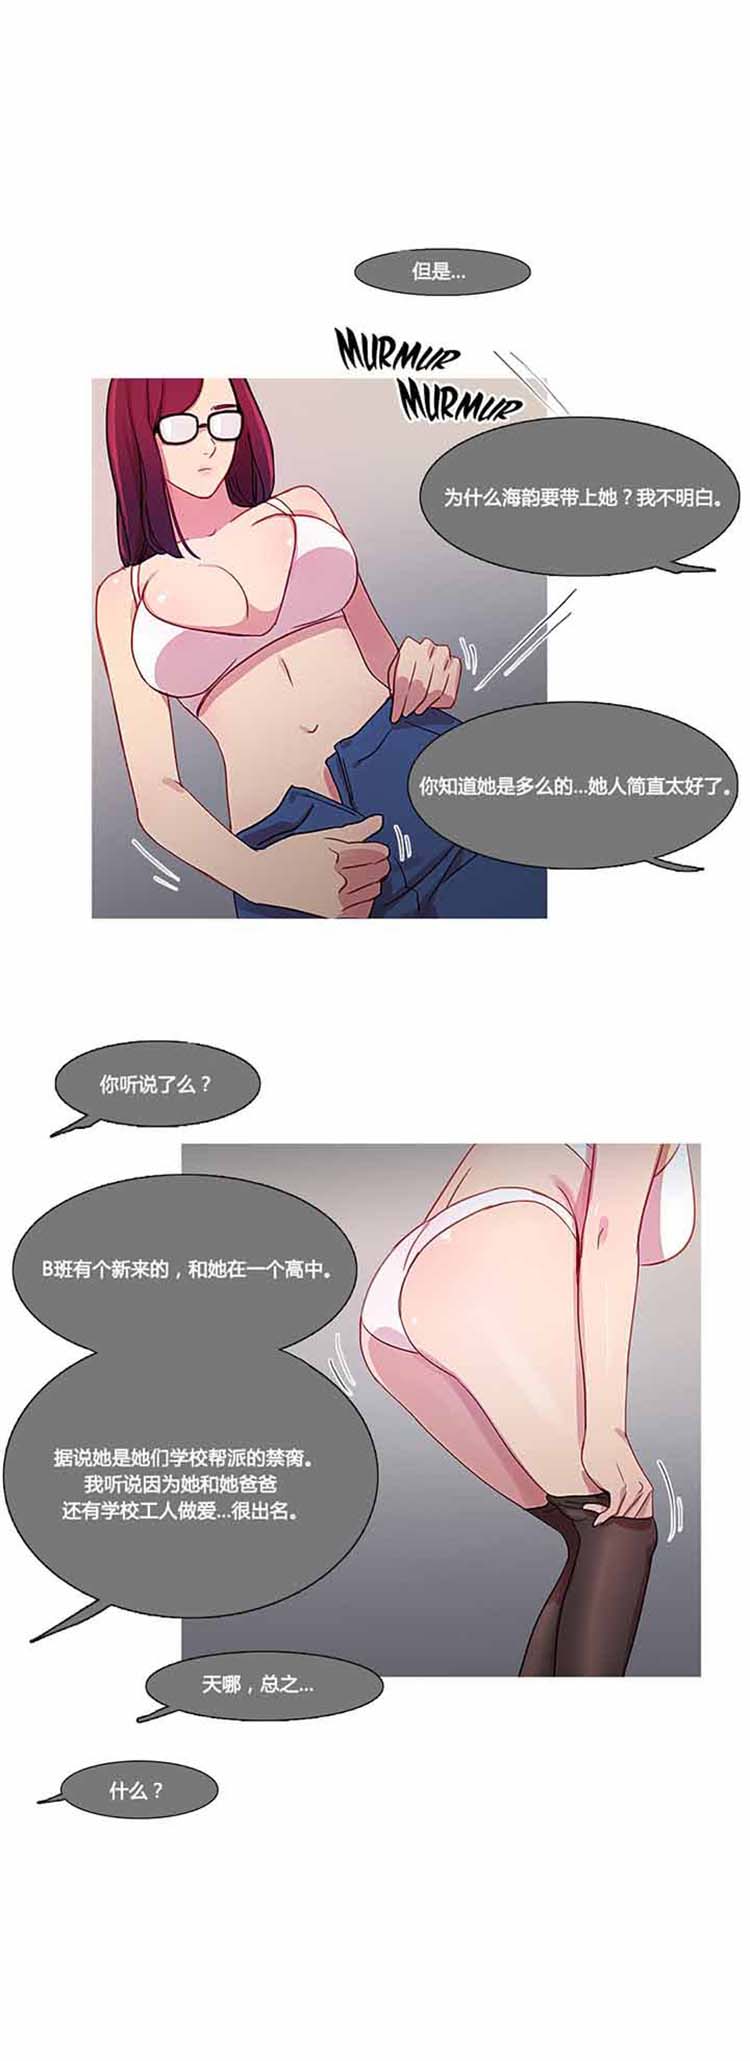 但是...
MURMUR
MURMUR
为什么海韵要带上她？我不明白。
你知道她是多么的...她人简直太好了。
你听说了么？
B班有个新来的，和她在一个高中。
据说她是她们学校帮派的禁脔。
我听说因为她和她爸爸
还有学校工人做爱...很出名。
天哪，总之...
什么？